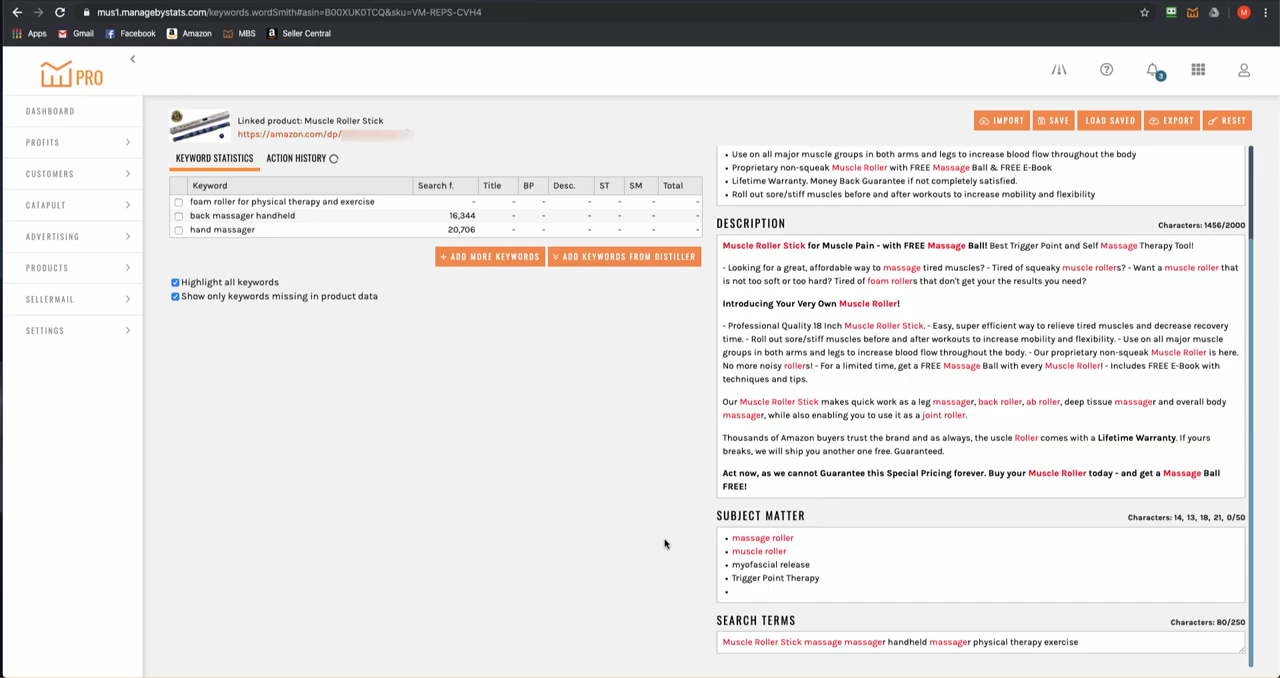 mus1.managebystats.com/keywords.wordSmith#asin=B00XUK0TCQ&sku=VM-REPS-CVH4
M
Apps Gmail Facebook Amazon MBS Seller Central
PRO
3
DASHBOARD
PROFITS
CUSTOMERS
CATAPULT
ADVERTISING
PRODUCTS
SELLERMAIL
SETTINGS
Linked product: Muscle Roller Stick
https://amazon.com/dp/
IMPORT SAVE LOAD SAVED EXPORT RESET
KEYWORD STATISTICS ACTION HISTORY
Keyword Search f. Title BP Desc. ST SM Total
foam roller for physical therapy and exercise - - - - - - -
back massager handheld 16,344 - - - - - -
hand massager 20,706 - - - - - -
+ ADD MORE KEYWORDS ADD KEYWORDS FROM DISTILLER
Highlight all keywords
Show only keywords missing in product data
• Use on all major muscle groups in both arms and legs to increase blood flow throughout the body
• Proprietary non-squeak Muscle Roller with FREE Massage Ball & FREE E-Book
• Lifetime Warranty. Money Back Guarantee if not completely satisfied.
• Roll out sore/stiff muscles before and after workouts to increase mobility and flexibility
DESCRIPTION Characters: 1456/2000
Muscle Roller Stick for Muscle Pain - with FREE Massage Ball! Best Trigger Point and Self Massage Therapy Tool!
- Looking for a great, affordable way to massage tired muscles? - Tired of squeaky muscle rollers? - Want a muscle roller that
is not too soft or too hard? Tired of foam rollers that don't get your the results you need?
Introducing Your Very Own Muscle Roller!
- Professional Quality 18 Inch Muscle Roller Stick. - Easy, super efficient way to relieve tired muscles and decrease recovery
time. - Roll out sore/stiff muscles before and after workouts to increase mobility and flexibility. - Use on all major muscle
groups in both arms and legs to increase blood flow throughout the body. - Our proprietary non-squeak Muscle Roller is here.
No more noisy rollers! - For a limited time, get a FREE Massage Ball with every Muscle Roller! - Includes FREE E-Book with
techniques and tips.
Our Muscle Roller Stick makes quick work as a leg massager, back roller, ab roller, deep tissue massager and overall body
massager, while also enabling you to use it as a joint roller.
Thousands of Amazon buyers trust the brand and as always, the uscle Roller comes with a Lifetime Warranty. If yours
breaks, we will ship you another one free. Guaranteed.
Act now, as we cannot Guarantee this Special Pricing forever. Buy your Muscle Roller today - and get a Massage Ball
FREE!
SUBJECT MATTER Characters: 14, 13, 18, 21, 0/50
• massage roller
• muscle roller
• myofascial release
• Trigger Point Therapy
•
SEARCH TERMS Characters: 80/250
Muscle Roller Stick massage massager handheld massager physical therapy exercise